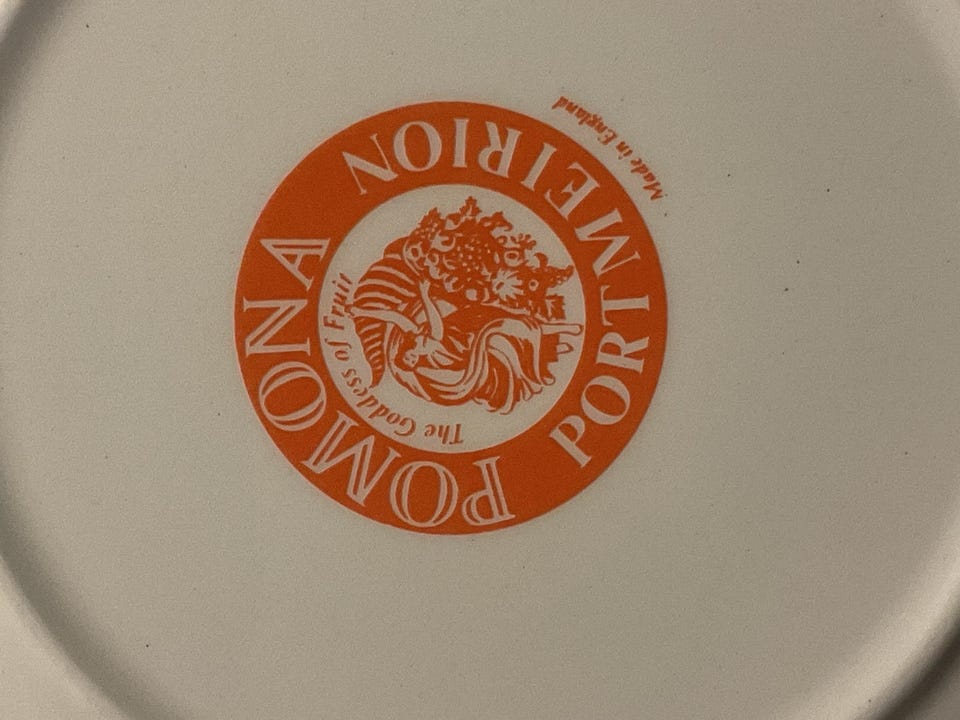 POMONA
The Goddess of Fruit
PORTMEIRION
Made in England